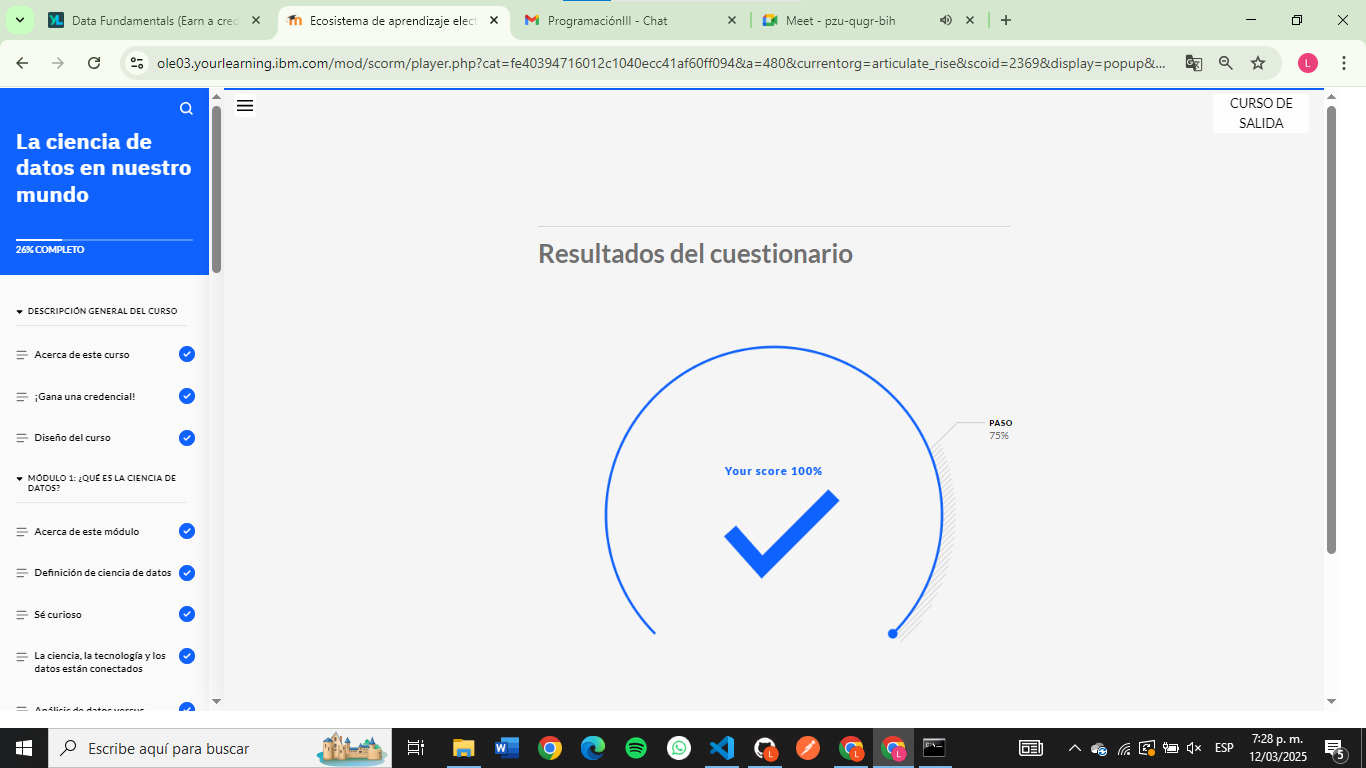 Data Fundamentals (Earn a cred
Ecosistema de aprendizaje elect
ProgramaciónIII - Chat
Meet - pzu-qugr-bih
ole03.yourlearning.ibm.com/mod/scorm/player.php?cat=fe40394716012c1040ecc41af60ff094&a=480&currentorg=articulate_rise&scoid=2369&display=popup&...
L
La ciencia de
datos en nuestro
mundo
26% COMPLETO
DESCRIPCIÓN GENERAL DEL CURSO
Acerca de este curso
¡Gana una credencial!
Diseño del curso
MÓDULO 1: ¿QUÉ ES LA CIENCIA DE
DATOS?
Acerca de este módulo
Definición de ciencia de datos
Sé curioso
La ciencia, la tecnología y los
datos están conectados
Análisis de datos versus
CURSO DE
SALIDA
Resultados del cuestionario
PASO
75%
Your score 100%
Escribe aquí para buscar
ESP
7:28 p. m.
12/03/2025
5